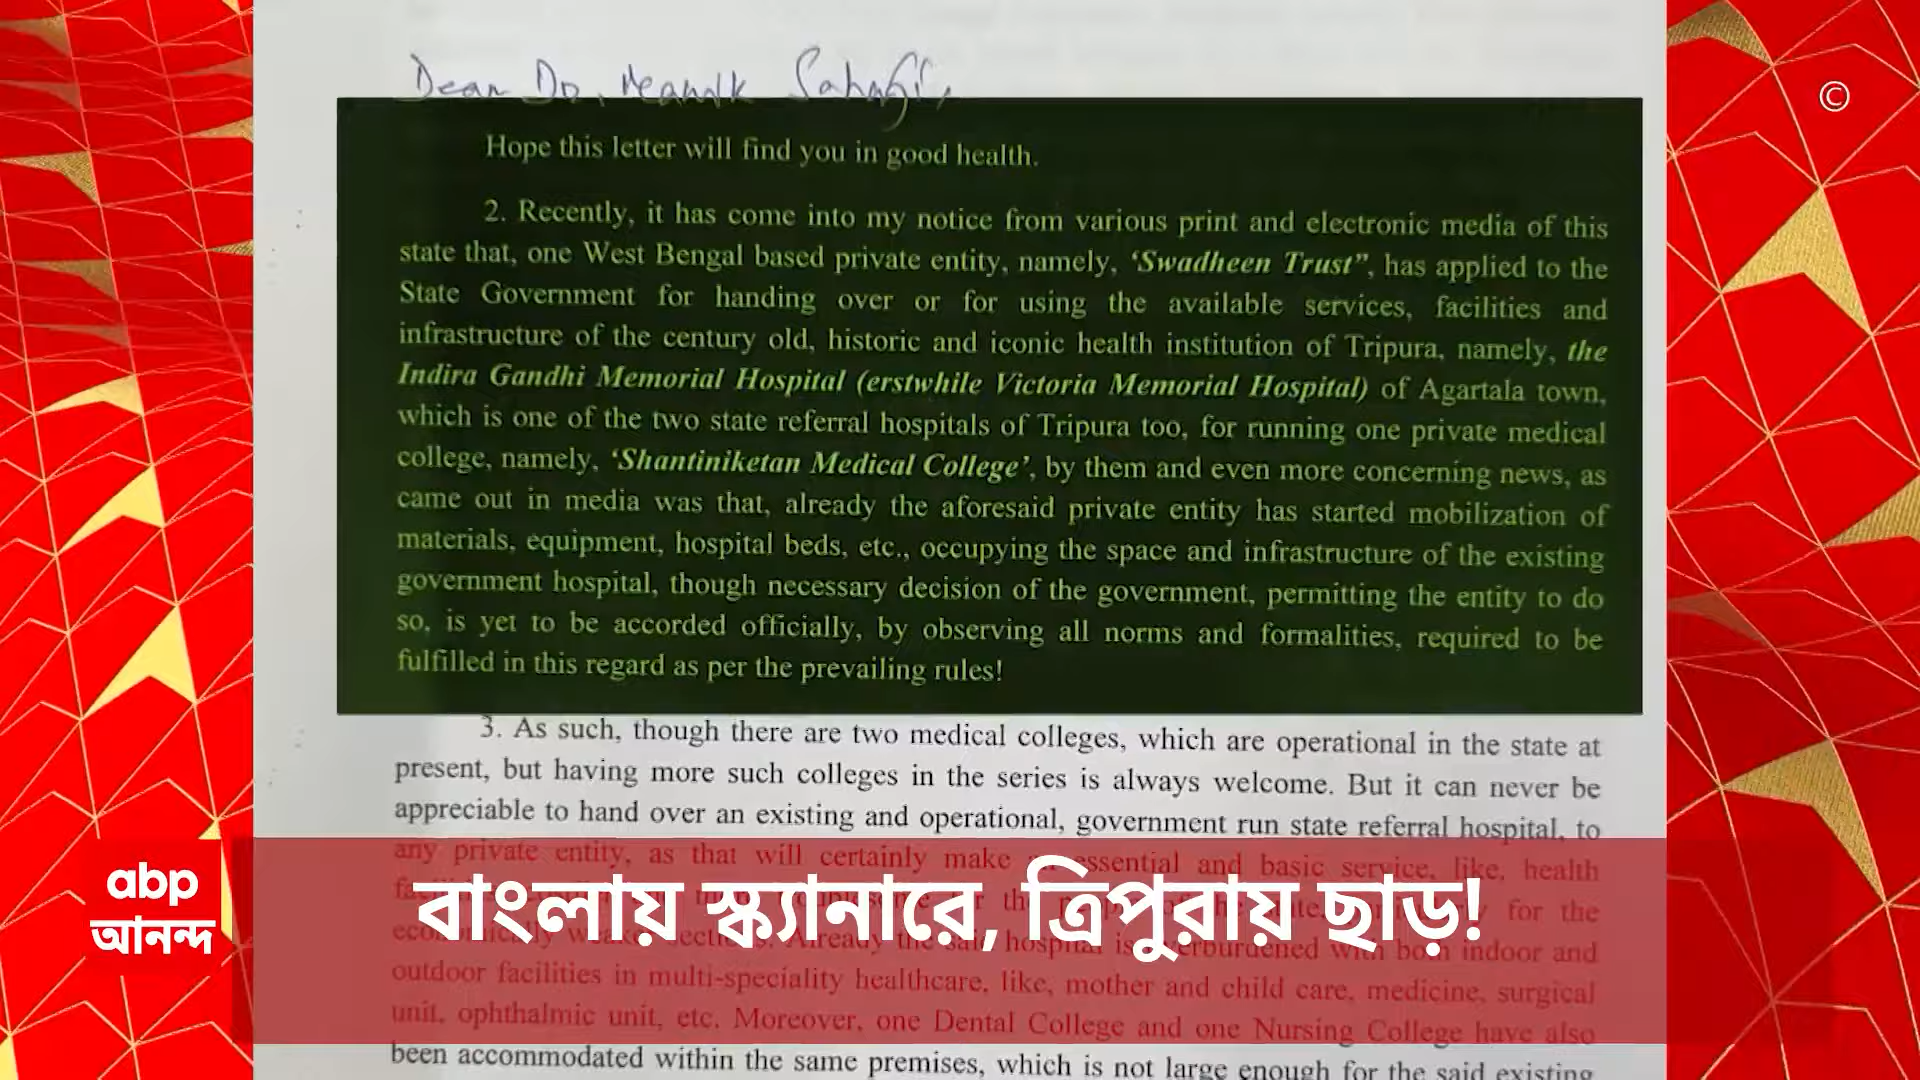 Dear Dr. Manik Sahaji,
©
Hope this letter will find you in good health.
2. Recently, it has come into my notice from various print and electronic media of this
state that, one West Bengal based private entity, namely, ‘Swadheen Trust”, has applied to the
State Government for handing over or for using the available services, facilities and
infrastructure of the century old, historic and iconic health institution of Tripura, namely, the
Indira Gandhi Memorial Hospital (erstwhile Victoria Memorial Hospital) of Agartala town,
which is one of the two state referral hospitals of Tripura too, for running one private medical
college, namely, ‘Shantiniketan Medical College’, by them and even more concerning news, as
came out in media was that, already the aforesaid private entity has started mobilization of
materials, equipment, hospital beds, etc., occupying the space and infrastructure of the existing
government hospital, though necessary decision of the government, permitting the entity to do
so, is yet to be accorded officially, by observing all norms and formalities, required to be
fulfilled in this regard as per the prevailing rules!
3. As such, though there are two medical colleges, which are operational in the state at
present, but having more such colleges in the series is always welcome. But it can never be
appreciable to hand over an existing and operational, government run state referral hospital, to
any private entity, as that will certainly make essential and basic service, like, health
the for the
hospital is overburdened with both indoor and
outdoor facilities in multi-speciality healthcare, like, mother and child care, medicine, surgical
unit, ophthalmic unit, etc. Moreover, one Dental College and one Nursing College have also
been accommodated within the same premises, which is not large enough for the said existing
abp
আনন্দ
বাংলায় স্ক্যানারে, ত্রিপুরায় ছাড়!